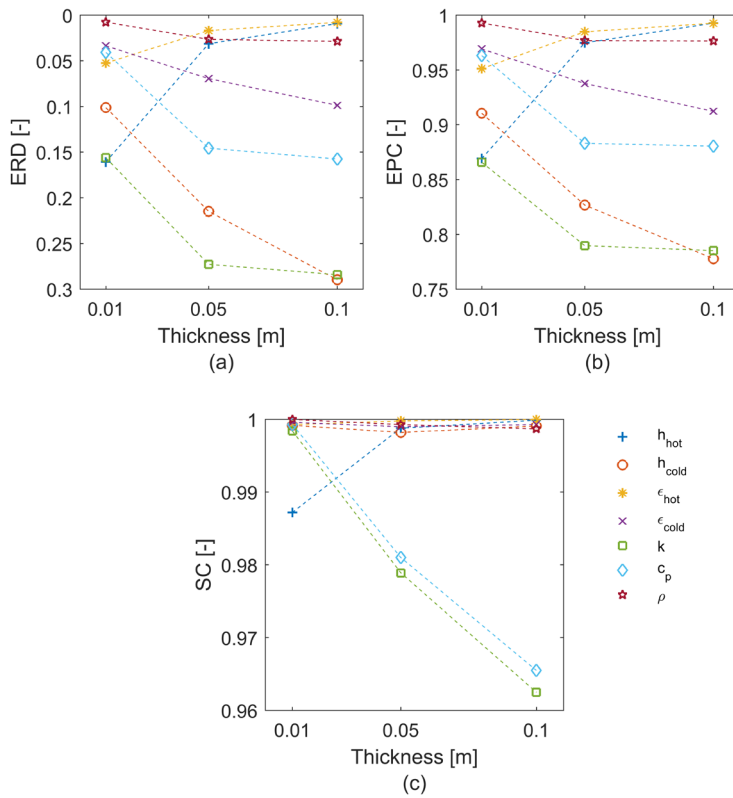 0
0.05
0.1
0.15
0.2
0.25
0.3
ERD [-]
0.01 0.05 0.1
Thickness [m]
(a)
1
0.95
0.9
0.85
0.8
0.75
EPC [-]
0.01 0.05 0.1
Thickness [m]
(b)
1
0.99
0.98
0.97
0.96
SC [-]
0.01 0.05 0.1
Thickness [m]
(c)
h_hot
h_cold
ϵ_hot
ϵ_cold
k
c_p
ρ